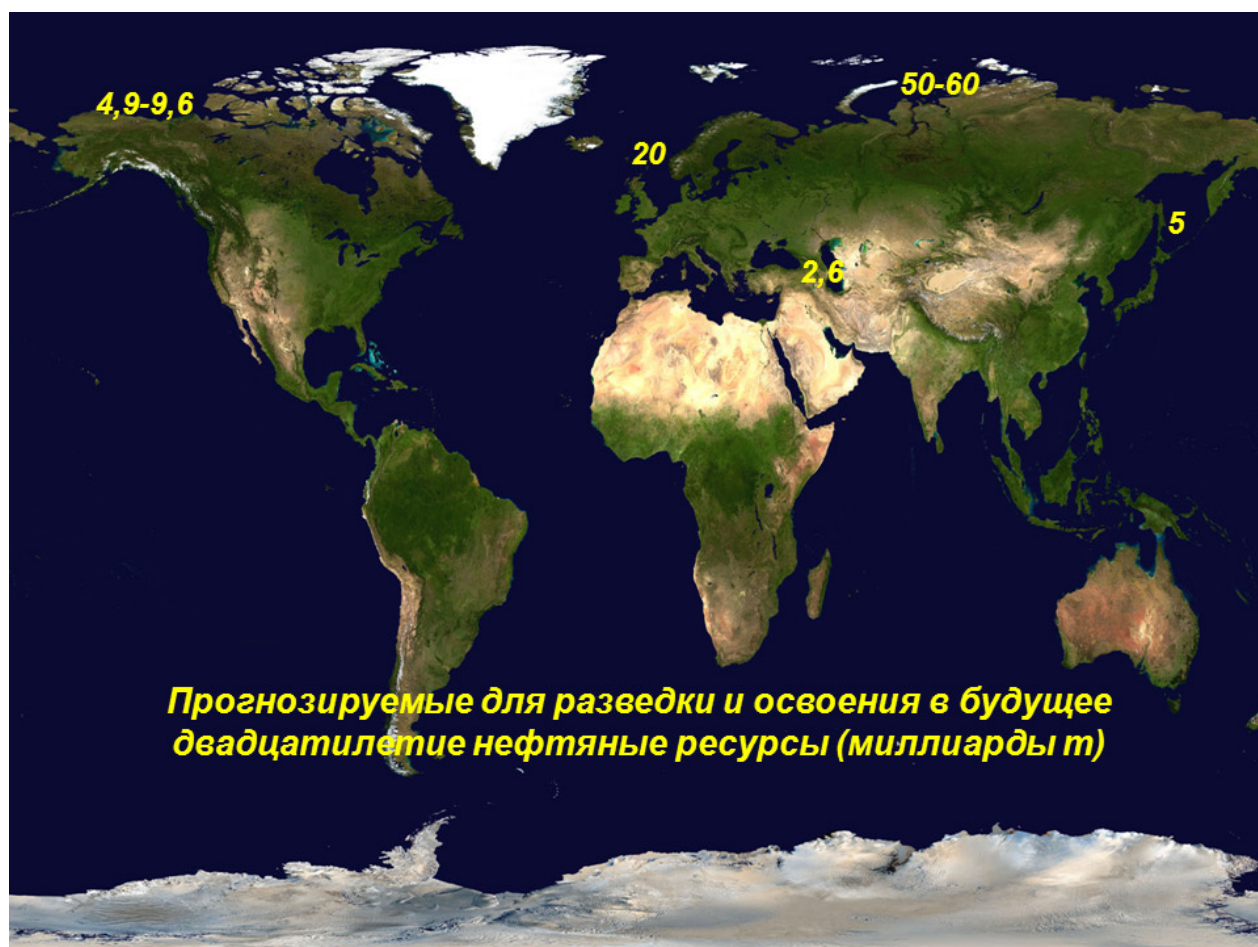 4,9-9,6
50-60
20
5
2,6
Прогнозируемые для разведки и освоения в будущее
двадцатилетие нефтяные ресурсы (миллиарды т)